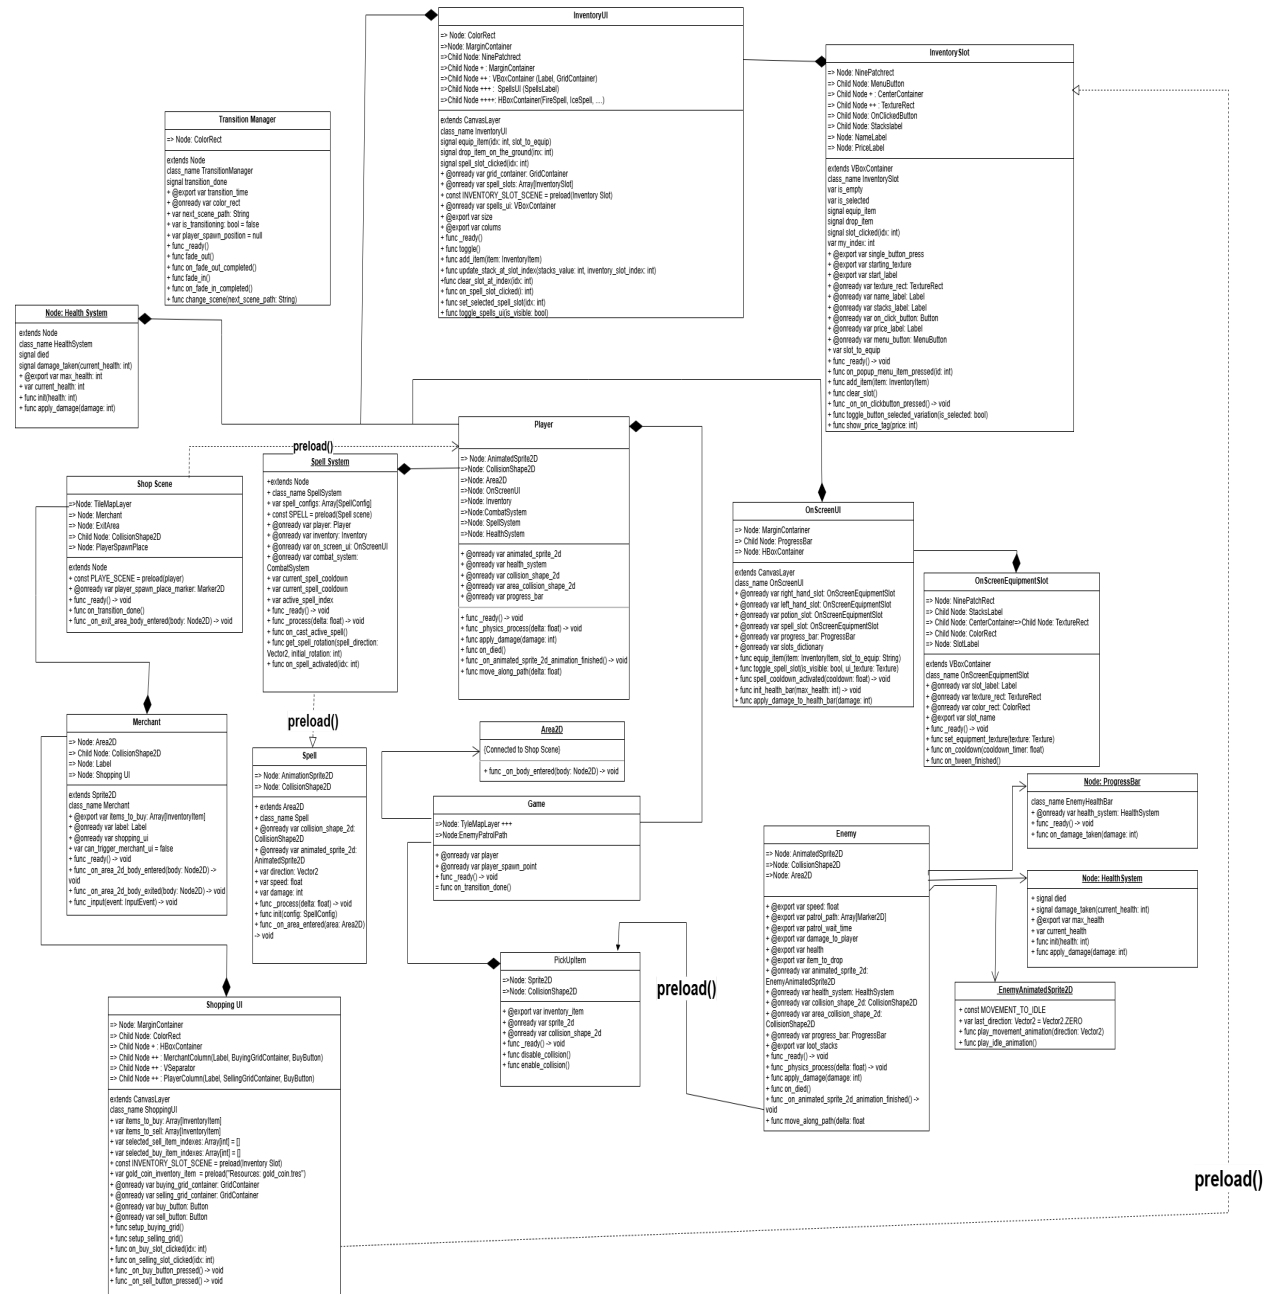 InventoryUI
=> Node: ColorRect
=>Node: MarginContainer
=>Child Node: NinePatchrect
=>Child Node + : MarginContainer
=>Child Node ++ : VBoxContainer (Label, GridContainer)
=>Child Node +++ :  SpellsUI (SpellsLabel)
=>Child Node ++++: HBoxContainer(FireSpell, IceSpell, ....)
extends CanvasLayer
class_name InventoryUI
signal equip_item(idx: int, slot_to_equip)
signal drop_item_on_the_ground(inx: int)
signal spell_slot_clicked(idx: int)
+ @onready var grid_container: GridContainer
+ @onready var spell_slots: Array[InventorySlot)
+ const INVENTORY_SLOT_SCENE = preload(Inventory Slot)
+ @onready var spells_ui: VBoxContainer
+ @export var size
+ @export var colums
+ func _ready()
+ func toggle()
+ func add_item(item: InventoryItem)
+ func update_stack_at_slot_index(stacks_value: int, inventory_slot_index: int)
+func clear_slot_at_index(idx: int)
+ func on_spell_slot_clicked(i: int)
+ func set_selected_spell_slot(idx: int)
+ func toggle_spells_ui(is_visible: bool)
InventorySlot
=> Node: NinePatchrect
=> Child Node: MenuButton
=> Child Node + : CenterContainer
=> Child Node ++ : TextureRect
=> Child Node: OnClickedButton
=> Child Node: Stackslabel
=> Node: NameLabel
=> Node: PriceLabel
extends VBoxContainer
class_name InventorySlot
var is_empty
var is_selected
signal equip_item
signal drop_item
signal slot_clicked(idx: int)
var my_index: int
+ @export var single_button_press
+ @export var starting_texture
+ @export var start_label
+ @onready var texture_rect: TextureRect
+ @onready var name_label: Label
+ @onready var stacks_label: Label
+ @onready var on_click_button: Button
+ @onready var price_label: Label
+ @onready var menu_button: MenuButton
+ var slot_to_equip
+ func _ready() -> void
+ func on_popup_menu_item_pressed(id: int)
+ func add_item(item: InventoryItem)
+ func clear_slot()
+ func _on_on_clickbutton_pressed() -> void
+ func toggle_button_selected_variation(is_selected: bool)
+ func show_price_tag(price: int)
Transition Manager
=> Node: ColorRect
extends Node
class_name TransitionManager
signal transition_done
+ @export var transition_time
+ @onready var color_rect
+ var next_scene_path: String
+ var is_transitioning: bool = false
+ var player_spawn_position = null
+ func _ready()
+ func fade_out()
+ func on_fade_out_completed()
+ func fade_in()
+ func on_fade_in_completed()
+ func change_scene(next_scene_path: String)
Node: Health System
extends Node
class_name HealthSystem
signal died
signal damage_taken(current_health: int)
+ @export var max_health: int
+ var current_health: int
+ func init(health: int)
+ func apply_damage(damage: int)
preload()
Player
=> Node: AnimatedSprite2D
=>Node: CollisionShape2D
=>Node: Area2D
=>Node: OnScreenUI
=>Node: Inventory
=>Node:CombatSystem
=>Node: SpellSystem
=>Node: HealthSystem
+ @onready var animated_sprite_2d
+ @onready var health_system
+ @onready var collision_shape_2d
+ @onready var area_collision_shape_2d
+ @onready var progress_bar
+ func _ready() -> void
+ func _physics_process(delta: float) -> void
+ func apply_damage(damage: int)
+ func on_died()
+ func _on_animated_sprite_2d_animation_finished() -> void
+ func move_along_path(delta: float)
Spell System
+extends Node
+ class_name SpellSystem
+ var spell_configs: Array[SpellConfig]
+ const SPELL = preload(Spell scene)
+ @onready var player: Player
+ @onready var inventory: Inventory
+ @onready var on_screen_ui: OnScreenUI
+ @onready var combat_system:
CombatSystem
+ var current_spell_cooldown
+ var current_spell_cooldown
+ var active_spell_index
+ func _ready() -> void
+ func _process(delta: float) -> void
+ func on_cast_active_spell()
+ func get_spell_rotation(spell_direction:
Vector2, initial_rotation: int)
+ func on_spell_activated(idx: int)
Shop Scene
=>Node: TileMapLayer
=> Node: Merchant
=> Node: ExitArea
=> Child Node: CollisionShape2D
=> Node: PlayerSpawnPlace
extends Node
+ const PLAYE_SCENE = preload(player)
+ @onready var player_spawn_place_marker: Marker2D
+ func _ready() -> void
+ func on_transition_done()
+ func _on_exit_area_body_entered(body: Node2D) -> void
OnScreenUI
=> Node: MarginContariner
=> Child Node: ProgressBar
=> Node: HBoxContainer
extends CanvasLayer
class_name OnScreenUI
+ @onready var right_hand_slot: OnScreenEquipmentSlot
+ @onready var left_hand_slot: OnScreenEquipmentSlot
+ @onready var potion_slot: OnScreenEquipmentSlot
+ @onready var spell_slot: OnScreenEquipmentSlot
+ @onready var progress_bar: ProgressBar
+ @onready var slots_dictionary
+ func equip_item(item: InventoryItem, slot_to_equip: String)
+ func toggle_spell_slot(is_visible: bool, ui_texture: Texture)
+ func spell_cooldown_activated(cooldown: float) -> void
+ func init_health_bar(max_health: int) -> void
+ func apply_damage_to_health_bar(damage: int)
OnScreenEquipmentSlot
=> Node: NinePatchRect
=> Child Node: StacksLabel
=> Child Node: CenterContainer=>Child Node: TextureRect
=> Child Node: ColorRect
=> Node: SlotLabel
extends VBoxContainer
class_name OnScreenEquipmentSlot
+ @onready var slot_label: Label
+ @onready var texture_rect: TextureRect
+ @onready var color_rect: ColorRect
+ @export var slot_name
+ func _ready() -> void
+ func set_equipment_texture(texture: Texture)
+ func on_cooldown(cooldown_timer: float)
+ func on_tween_finished()
Merchant
=> Node: Area2D
=> Child Node: CollisionShape2D
=> Node: Label
=> Node: Shopping UI
extends Sprite2D
class_name Merchant
+ @export var items_to_buy: Array[InventoryItem]
+ @onready var label: Label
+ @onready var shopping_ui
+ var can_trigger_merchant_ui = false
+ func _ready() -> void
+ func _on_area_2d_body_entered(body: Node2D) ->
void
+ func _on_area_2d_body_exited(body: Node2D) -> void
+ func _input(event: InputEvent) -> void
preload()
Spell
=> Node: AnimationSprite2D
=> Node: CollisionShape2D
+ extends Area2D
+ class_name Spell
+ @onready var collision_shape_2d:
CollisionShape2D
+ @onready var animated_sprite_2d:
AnimatedSprite2D
+ var direction: Vector2
+ var speed: float
+ var damage: int
+ func _process(delta: float) -> void
+ func init(config: SpellConfig)
+ func _on_area_entered(area: Area2D)
-> void
Area2D
{Connected to Shop Scene}
+ func _on_body_entered(body: Node2D) -> void
Game
=>Node: TyleMapLayer +++
=>Node:EnemyPatrolPath
+ @onready var player
+ @onready var player_spawn_point
+ func _ready() -> void
= func on_transition_done()
PickUpItem
=>Node: Sprite2D
=> Node: CollisionShape2D
+ @export var inventory_item
+ @onready var sprite_2d
+ @onready var collision_shape_2d
+ func _ready() -> void
+ func disable_collision()
+ func enable_collision()
preload()
Enemy
=> Node: AnimatedSprite2D
=>Node: CollisionShape2D
=>Node: Area2D
+ @export var speed: float
+ @export var patrol_path: Array[Marker2D]
+ @export var patrol_wait_time
+ @export var damage_to_player
+ @export var health
+ @export var item_to_drop
+ @onready var animated_sprite_2d:
EnemyAnimatedSprite2D
+ @onready var health_system: HealthSystem
+ @onready var collision_shape_2d: CollisionShape2D
+ @onready var area_collision_shape_2d:
CollisionShape2D
+ @onready var progress_bar: ProgressBar
+ @export var loot_stacks
+ func _ready() -> void
+ func _physics_process(delta: float) -> void
+ func apply_damage(damage: int)
+ func on_died()
+ func _on_animated_sprite_2d_animation_finished() ->
void
+ func move_along_path(delta: float
Node: ProgressBar
class_name EnemyHealthBar
+ @onready var health_system: HealthSystem
+ func _ready() -> void
+ func on_damage_taken(damage: int)
Node: HealthSystem
+ signal died
+ signal damage_taken(current_health: int)
+ @export var max_health
+ var current_health
+ func init(health: int)
+ func apply_damage(damage: int)
EnemyAnimatedSprite2D
+ const MOVEMENT_TO_IDLE
+ var last_direction: Vector2 = Vector2.ZERO
+ func play_movement_animation(direction: Vector2)
+ func play_idle_animation()
Shopping UI
=> Node: MarginContainer
=> Child Node: ColorRect
=> Child Node + : HBoxContainer
=> Child Node ++ : MerchantColumn(Label, BuyingGridContainer, BuyButton)
=> Child Node ++ : VSeparator
=> Child Node ++ : PlayerColumn(Label, SellingGridContainer, BuyButton)
extends CanvasLayer
class_name ShoppingUI
+ var items_to_buy: Array[InventoryItem]
+ var items_to_sell: Array[InventoryItem]
+ var selected_sell_item_indexes: Array[int] = []
+ var selected_buy_item_indexes: Array[int] = []
+ const INVENTORY_SLOT_SCENE = preload(Inventory Slot)
+ var gold_coin_inventory_item  = preload("Resources: gold_coin.tres")
+ @onready var buying_grid_container: GridContainer
+ @onready var selling_grid_container: GridContainer
+ @onready var buy_button: Button
+ @onready var sell_button: Button
+ func setup_buying_grid()
+ func setup_selling_grid()
+ func on_buy_slot_clicked(idx: int)
+ func on_selling_slot_clicked(idx: int)
+ func _on_buy_button_pressed() -> void
+ func _on_sell_button_pressed() -> void
preload()